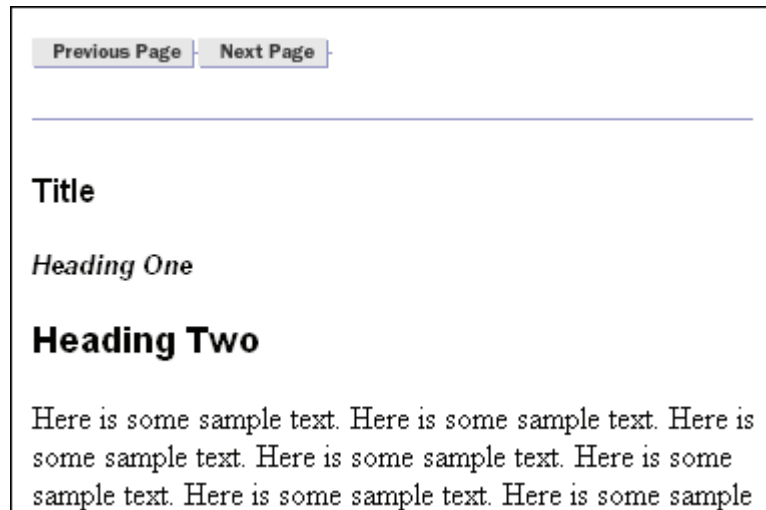 Previous Page Next Page
Title
Heading One
Heading Two
Here is some sample text. Here is some sample text. Here is
some sample text. Here is some sample text. Here is some
sample text. Here is some sample text. Here is some sample